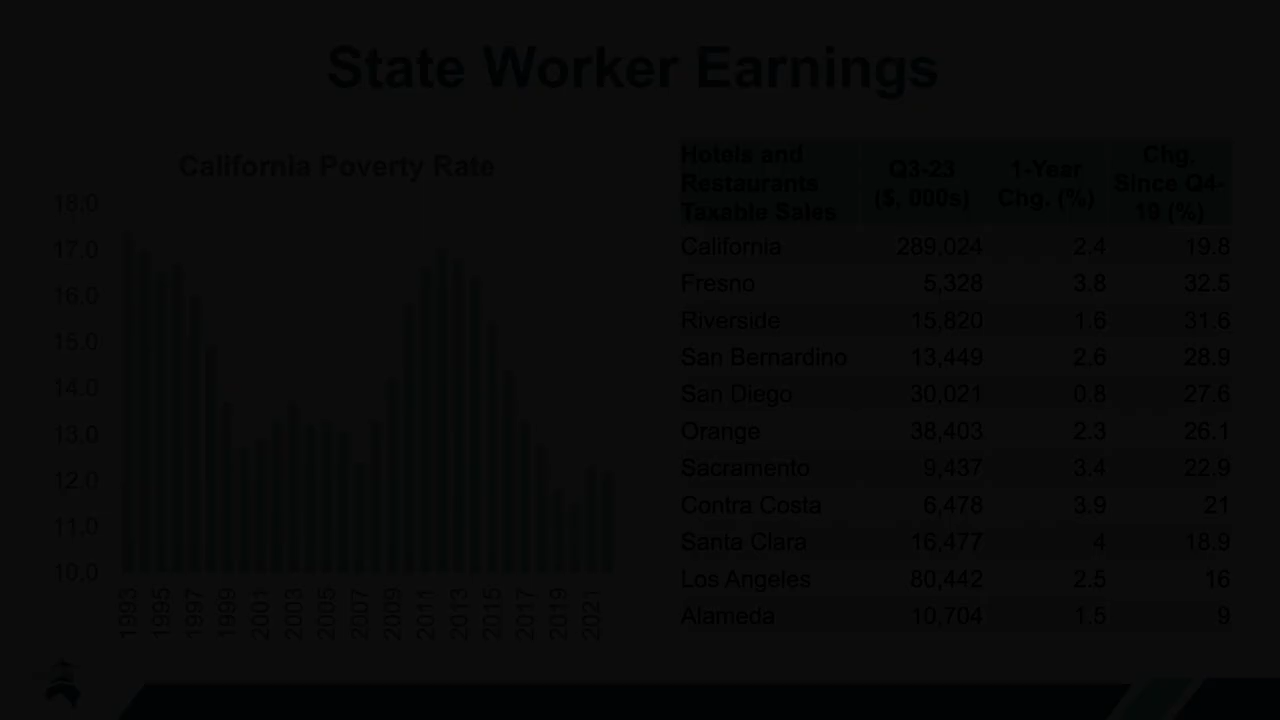 State Worker Earnings
California Poverty Rate
18.0
17.0
16.0
15.0
14.0
13.0
12.0
11.0
10.0
1993 1995 1997 1999 2001 2003 2005 2007 2009 2011 2013 2015 2017 2019 2021
Hotels and Restaurants Taxable Sales Q3-23 ($, 000s) 1-Year Chg. (%) Chg. Since Q4-19 (%)
California 289,024 2.4 19.8
Fresno 5,328 3.8 32.5
Riverside 15,820 1.6 31.6
San Bernardino 13,449 2.6 28.9
San Diego 30,021 0.8 27.6
Orange 38,403 2.3 26.1
Sacramento 9,437 3.4 22.9
Contra Costa 6,478 3.9 21
Santa Clara 16,477 4 18.9
Los Angeles 80,442 2.5 16
Alameda 10,704 1.5 9